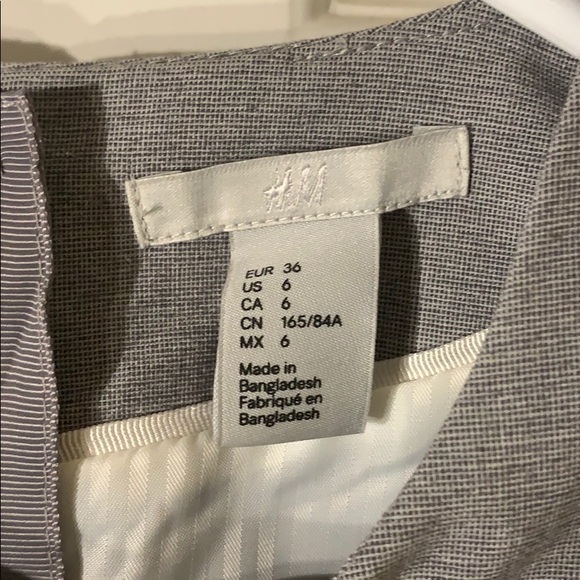 H&M
EUR 36
US 6
CA 6
CN 165/84A
MX 6
Made in
Bangladesh
Fabriqué en
Bangladesh